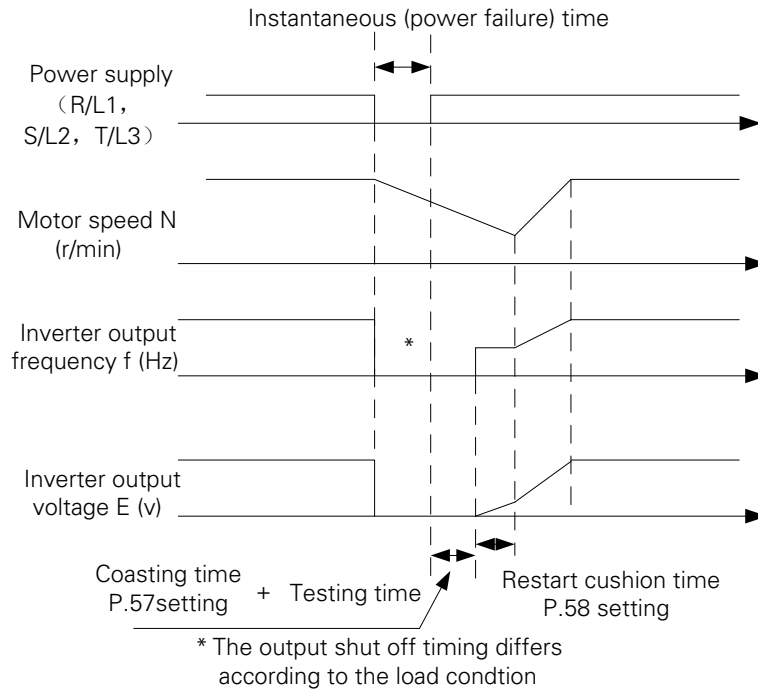 Instantaneous (power failure) time
Power supply
（R/L1，
S/L2，T/L3）
Motor speed N
(r/min)
Inverter output
frequency f (Hz)
*
Inverter output
voltage E (v)
Coasting time
P.57setting
+
Testing time
Restart cushion time
P.58 setting
* The output shut off timing differs
according to the load condtion